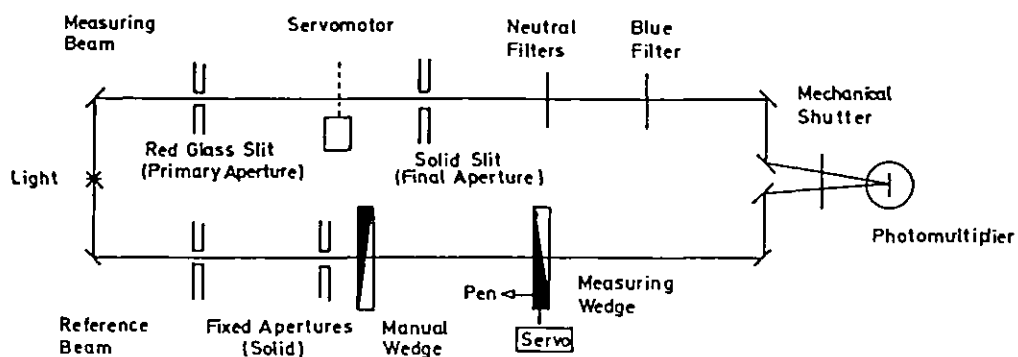 Measuring
Beam
Servomotor
Neutral
Filters
Blue
Filter
Mechanical
Shutter
Red Glass Slit
(Primary Aperture)
Solid Slit
(Final Aperture)
Light
Photomultiplier
Pen
Measuring
Wedge
Reference
Beam
Fixed Apertures
(Solid)
Manual
Wedge
Servo